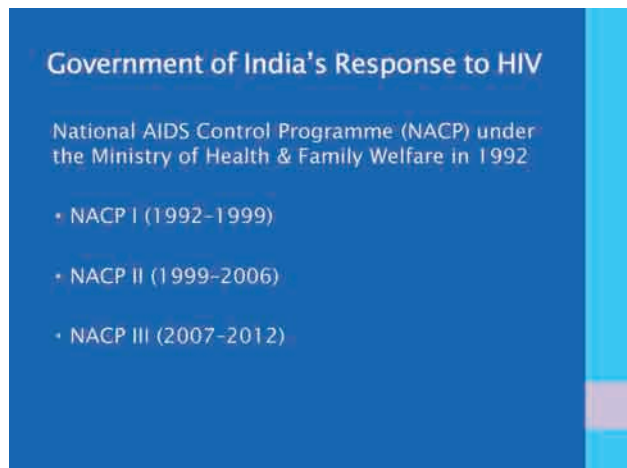 Government of India's Response to HIV
National AIDS Control Programme (NACP) under
the Ministry of Health & Family Welfare in 1992
• NACP I (1992-1999)
• NACP II (1999-2006)
• NACP III (2007-2012)